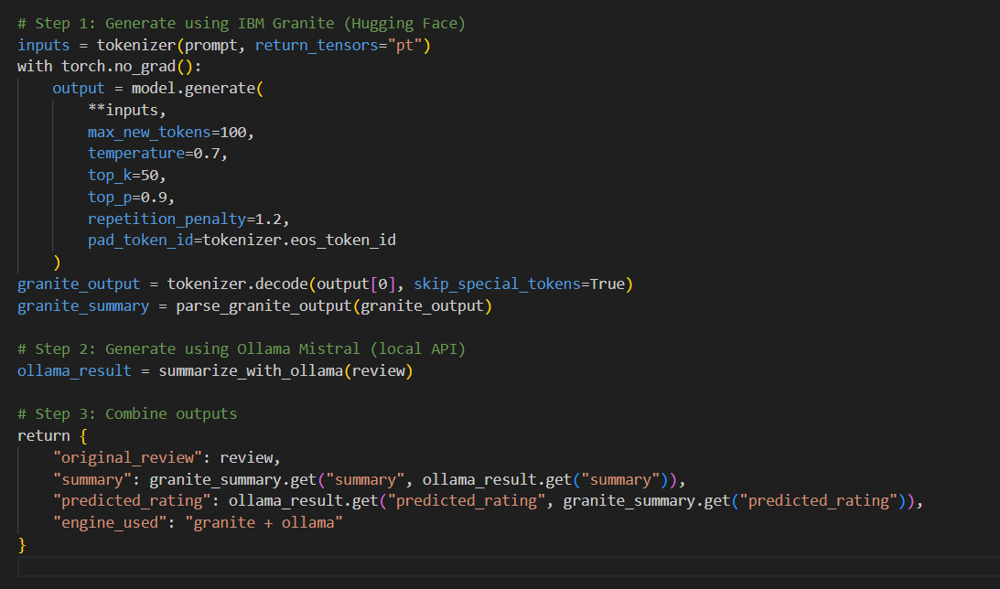 # Step 1: Generate using IBM Granite (Hugging Face)
inputs = tokenizer(prompt, return_tensors="pt")
with torch.no_grad():
    output = model.generate(
        **inputs,
        max_new_tokens=100,
        temperature=0.7,
        top_k=50,
        top_p=0.9,
        repetition_penalty=1.2,
        pad_token_id=tokenizer.eos_token_id
    )
granite_output = tokenizer.decode(output[0], skip_special_tokens=True)
granite_summary = parse_granite_output(granite_output)

# Step 2: Generate using Ollama Mistral (local API)
ollama_result = summarize_with_ollama(review)

# Step 3: Combine outputs
return {
    "original_review": review,
    "summary": granite_summary.get("summary", ollama_result.get("summary")),
    "predicted_rating": ollama_result.get("predicted_rating", granite_summary.get("predicted_rating")),
    "engine_used": "granite + ollama"
}